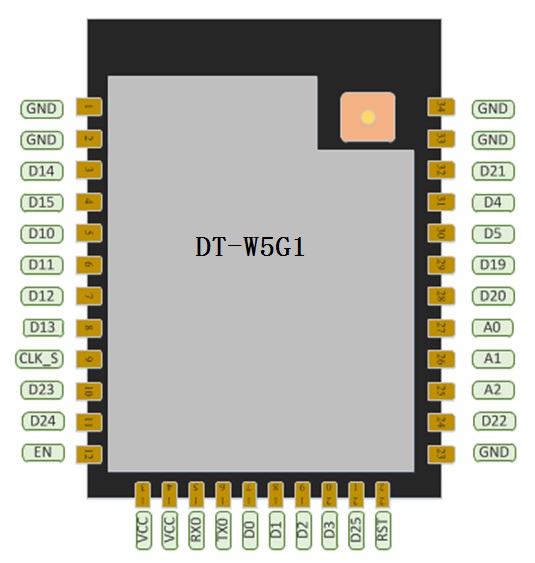 GND 1 34 GND
GND 2 33 GND
D14 3 32 D21
D15 4 31 D4
D10 5 30 D5
DT-W5G1
D11 6 29 D19
D12 7 28 D20
D13 8 27 A0
CLK_S 9 26 A1
D23 10 25 A2
D24 11 24 D22
EN 12 23 GND
13 14 15 16 17 18 19 20 21 22
VCC VCC RX0 TX0 D0 D1 D2 D3 D25 RST